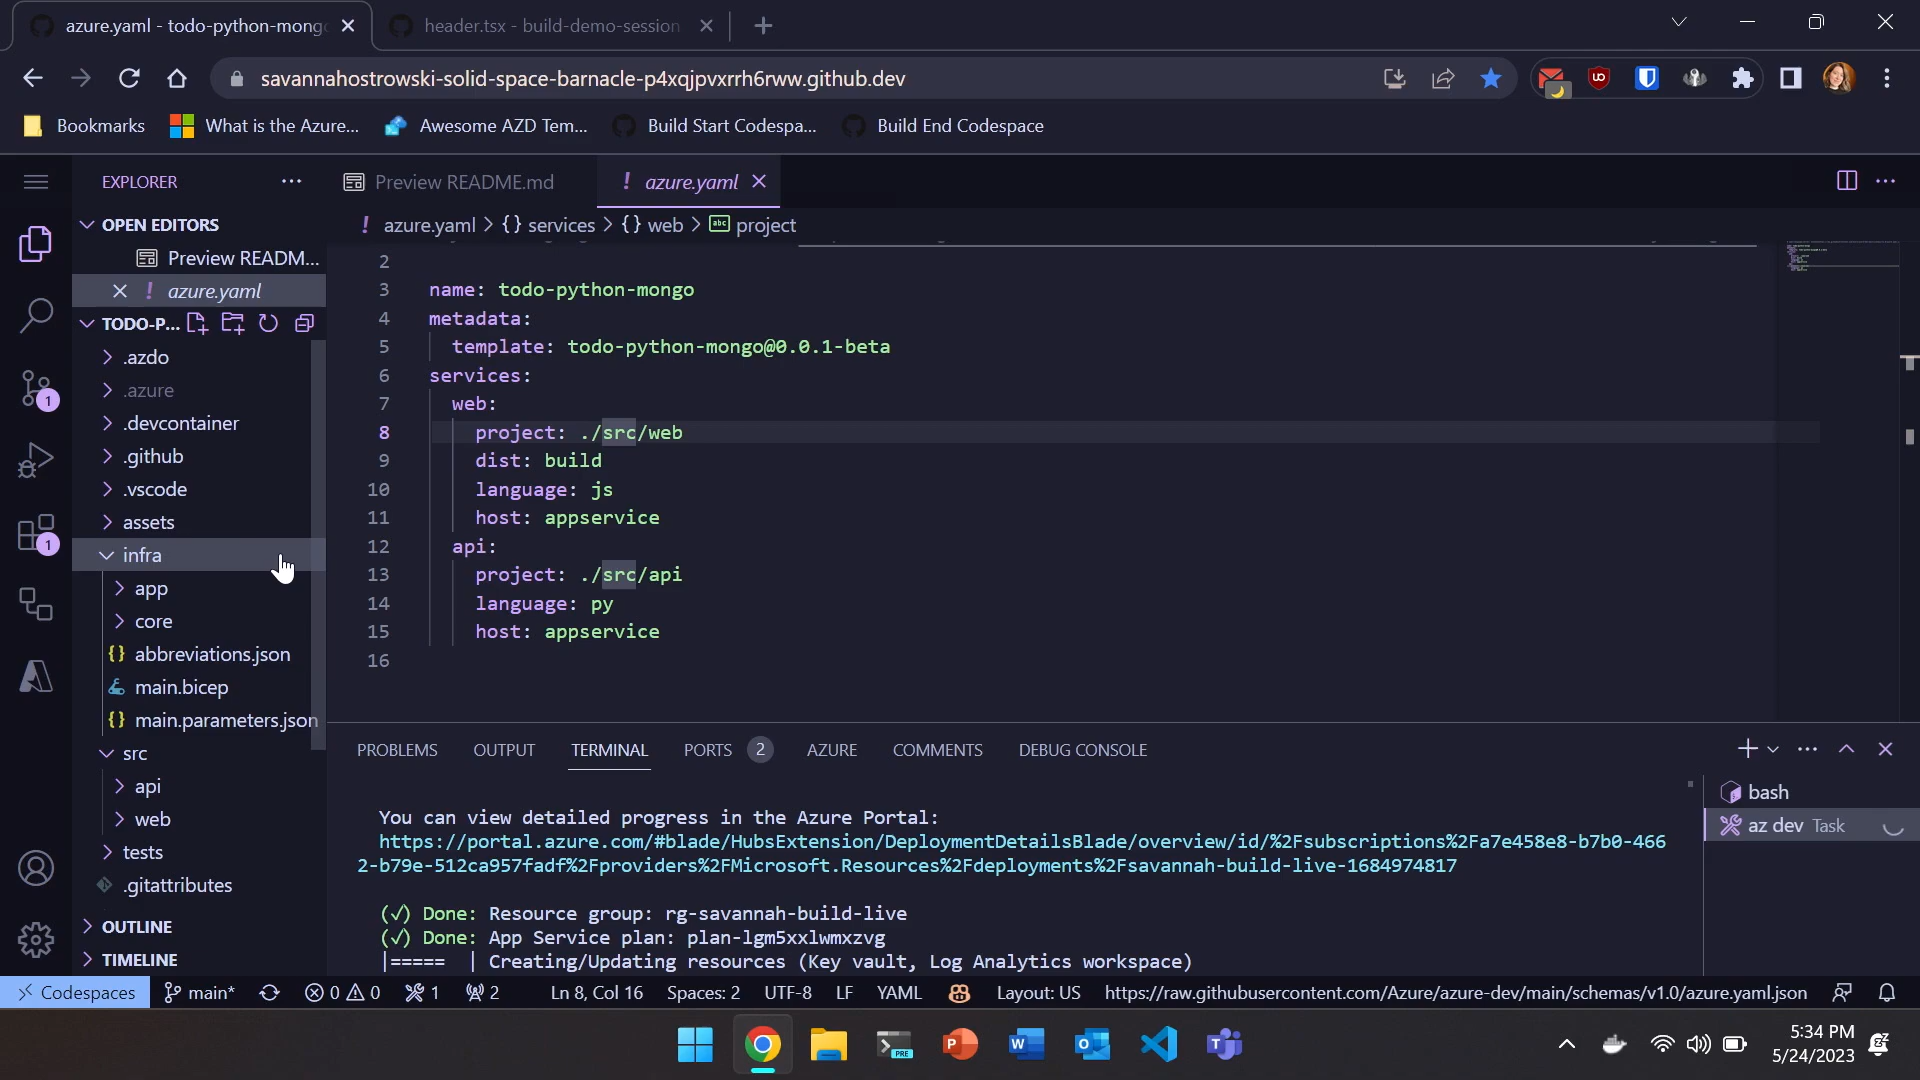 azure.yaml - todo-python-mong
header.tsx - build-demo-session
savannahostrowski-solid-space-barnacle-p4xqjpvxrrh6rww.github.dev
Bookmarks
What is the Azure...
Awesome AZD Tem...
Build Start Codespa...
Build End Codespace
EXPLORER
Preview README.md
! azure.yaml
OPEN EDITORS
! azure.yaml > {} services > {} web > abc project
Preview READM...
! azure.yaml
TODO-P...
.azdo
.azure
.devcontainer
.github
.vscode
assets
infra
app
core
{} abbreviations.json
main.bicep
{} main.parameters.json
src
api
web
tests
.gitattributes
OUTLINE
TIMELINE
1
1
2
3 name: todo-python-mongo
4 metadata:
5 template: todo-python-mongo@0.0.1-beta
6 services:
7 web:
8 project: ./src/web
9 dist: build
10 language: js
11 host: appservice
12 api:
13 project: ./src/api
14 language: py
15 host: appservice
16
PROBLEMS OUTPUT TERMINAL PORTS 2 AZURE COMMENTS DEBUG CONSOLE
You can view detailed progress in the Azure Portal:
https://portal.azure.com/#blade/HubsExtension/DeploymentDetailsBlade/overview/id/%2Fsubscriptions%2Fa7e458e8-b7b0-466
2-b79e-512ca957fadf%2Fproviders%2FMicrosoft.Resources%2Fdeployments%2Fsavannah-build-live-1684974817
(✓) Done: Resource group: rg-savannah-build-live
(✓) Done: App Service plan: plan-lgm5xxlwmxzvg
|===== | Creating/Updating resources (Key vault, Log Analytics workspace)
bash
az dev Task
Codespaces main* 0 0 1 2 Ln 8, Col 16 Spaces: 2 UTF-8 LF YAML Layout: US https://raw.githubusercontent.com/Azure/azure-dev/main/schemas/v1.0/azure.yaml.json
PRE
P
W
O
T
5:34 PM
5/24/2023